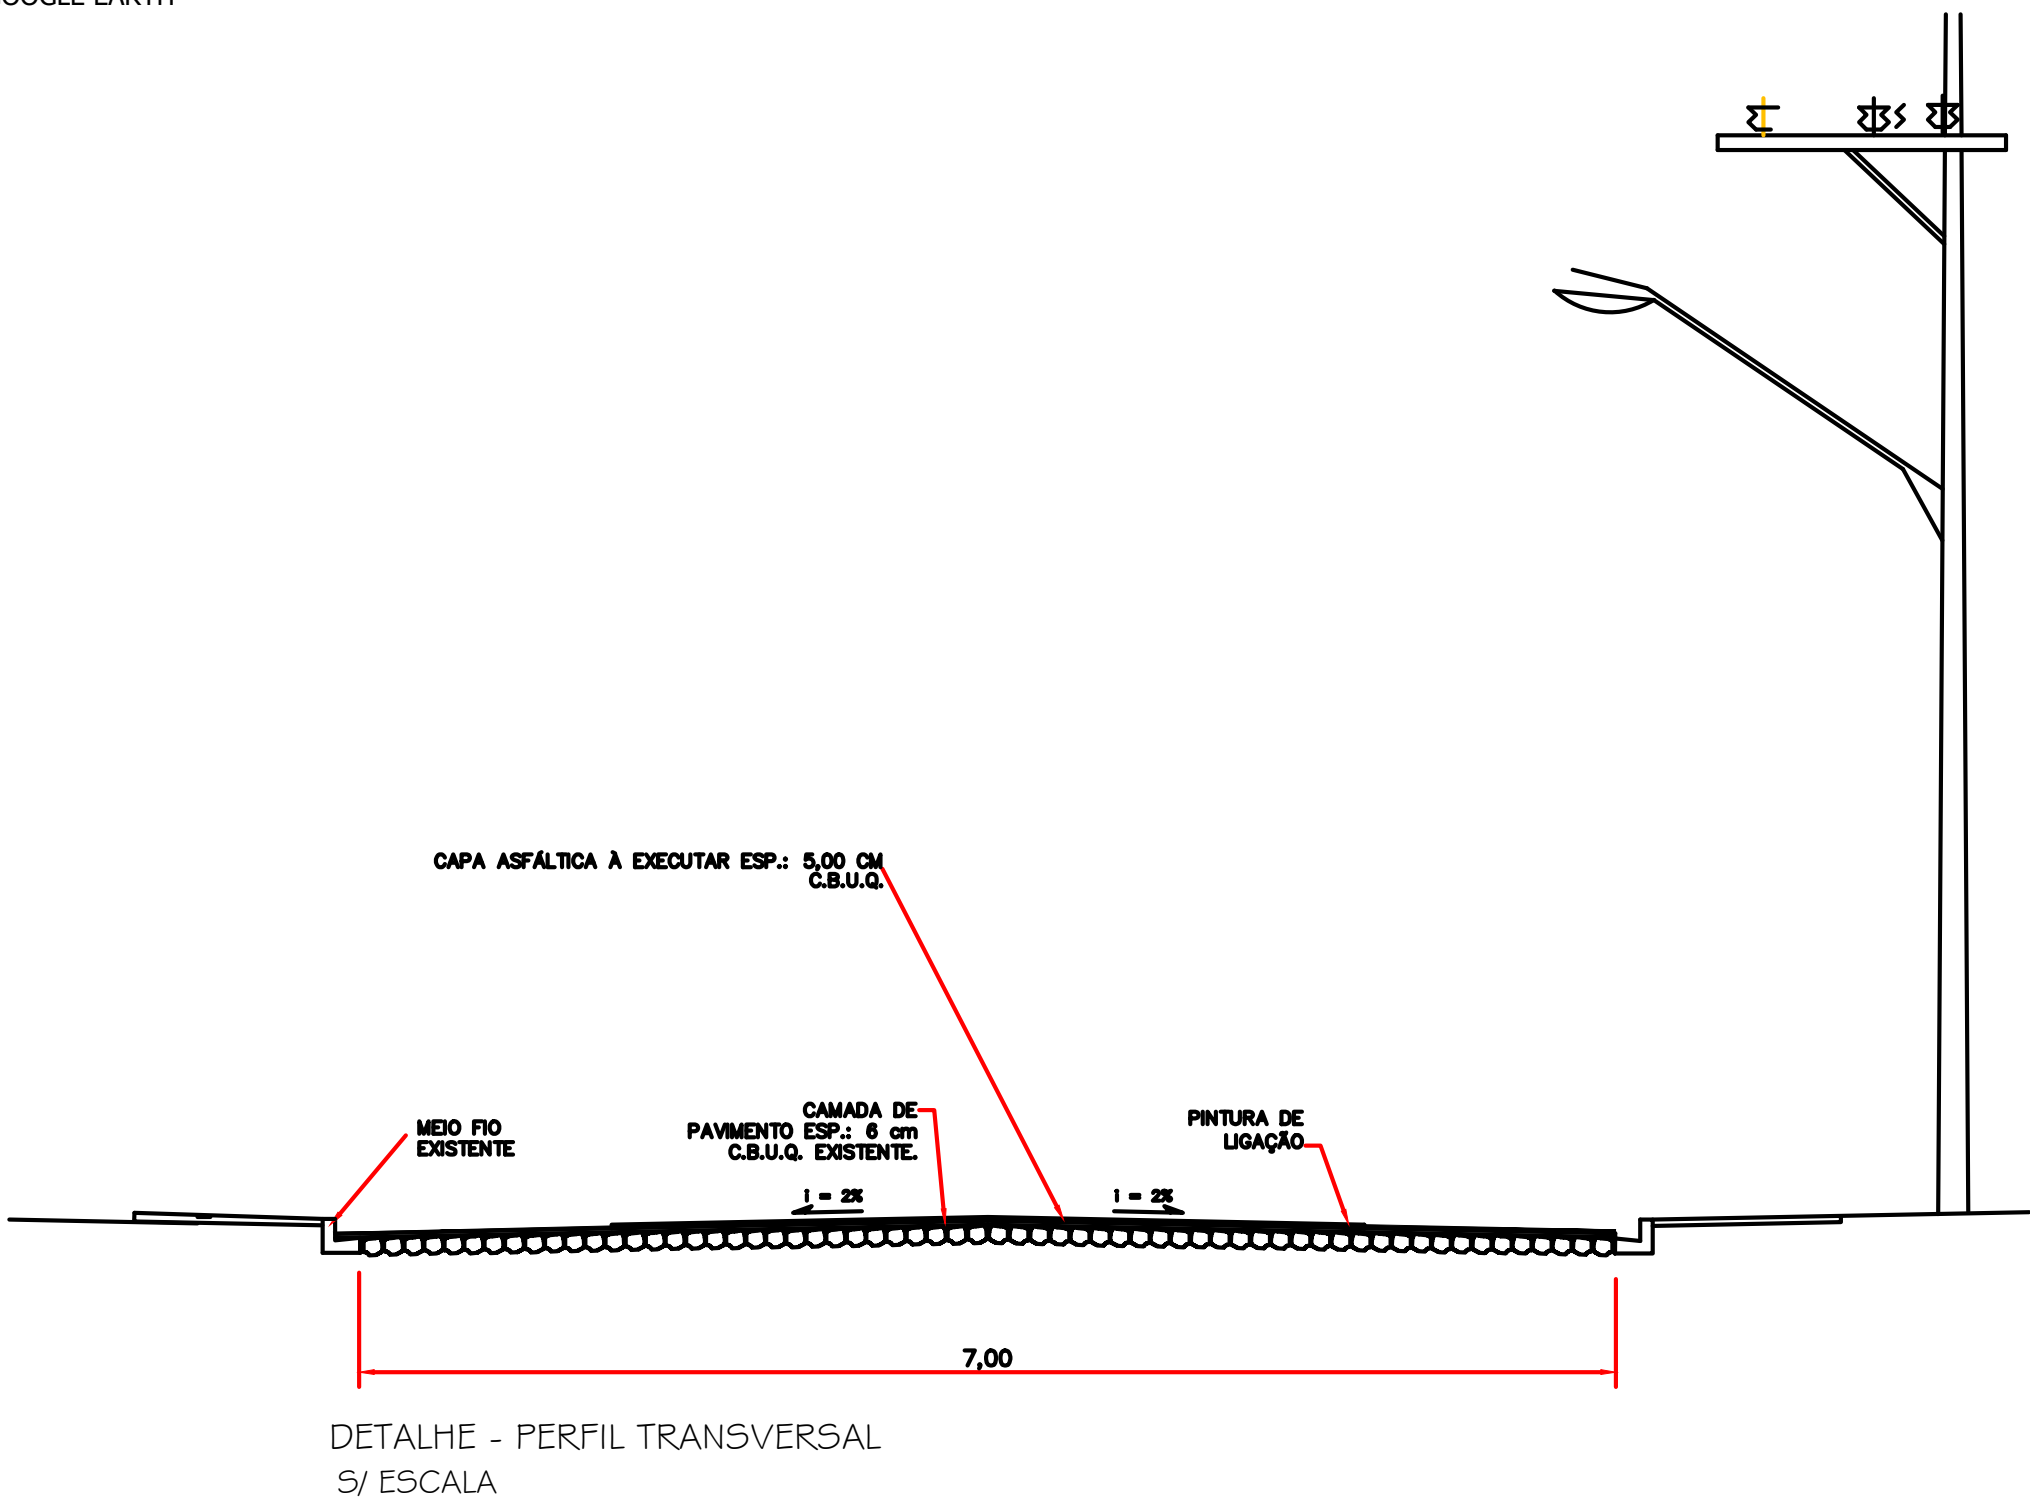 CAPA ASFÁLTICA À EXECUTAR ESP.: 5,00 CM
C.B.U.Q.
MEIO FIO
EXISTENTE
CAMADA DE
PAVIMENTO ESP.: 6 cm
C.B.U.Q. EXISTENTE.
PINTURA DE
LIGAÇÃO
i = 2%
i = 2%
7,00
DETALHE - PERFIL TRANSVERSAL
S/ ESCALA